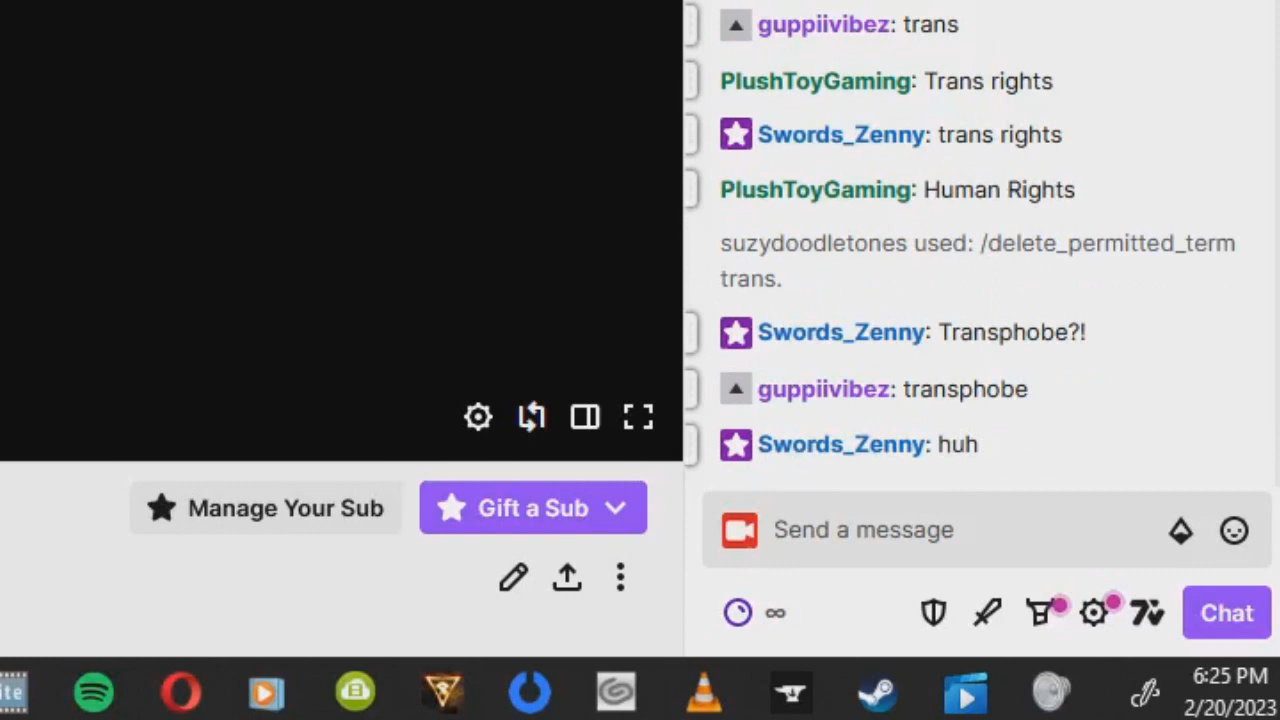 guppiivibez: trans
PlushToyGaming: Trans rights
Swords_Zenny: trans rights
PlushToyGaming: Human Rights
suzydoodletones used: /delete_permitted_term
trans.
Swords_Zenny: Transphobe?!
guppiivibez: transphobe
Swords_Zenny: huh
Manage Your Sub
Gift a Sub
Send a message
∞
Chat
ite
6:25 PM
2/20/2023